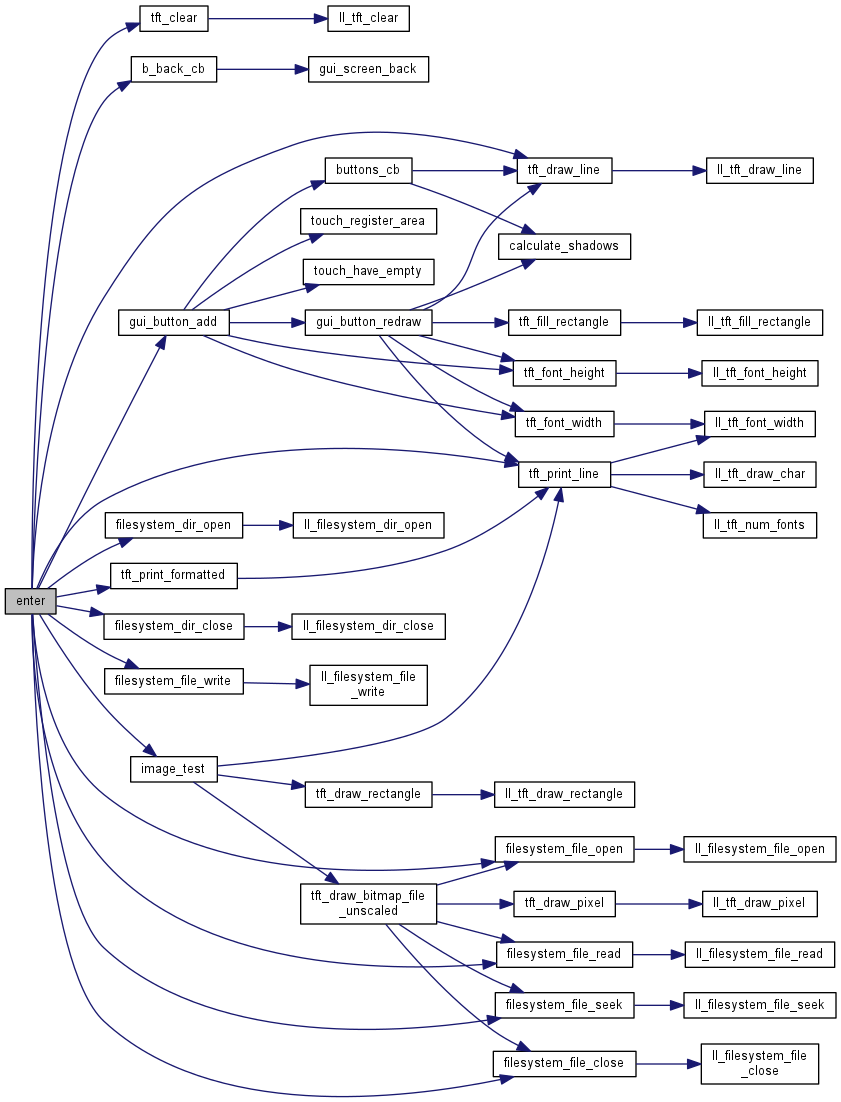 tft_clear
ll_tft_clear
b_back_cb
gui_screen_back
buttons_cb
tft_draw_line
ll_tft_draw_line
touch_register_area
calculate_shadows
touch_have_empty
gui_button_add
gui_button_redraw
tft_fill_rectangle
ll_tft_fill_rectangle
tft_font_height
ll_tft_font_height
tft_font_width
ll_tft_font_width
tft_print_line
ll_tft_draw_char
filesystem_dir_open
ll_filesystem_dir_open
ll_tft_num_fonts
tft_print_formatted
enter
filesystem_dir_close
ll_filesystem_dir_close
filesystem_file_write
ll_filesystem_file
_write
image_test
tft_draw_rectangle
ll_tft_draw_rectangle
filesystem_file_open
ll_filesystem_file_open
tft_draw_bitmap_file
_unscaled
tft_draw_pixel
ll_tft_draw_pixel
filesystem_file_read
ll_filesystem_file_read
filesystem_file_seek
ll_filesystem_file_seek
filesystem_file_close
ll_filesystem_file
_close